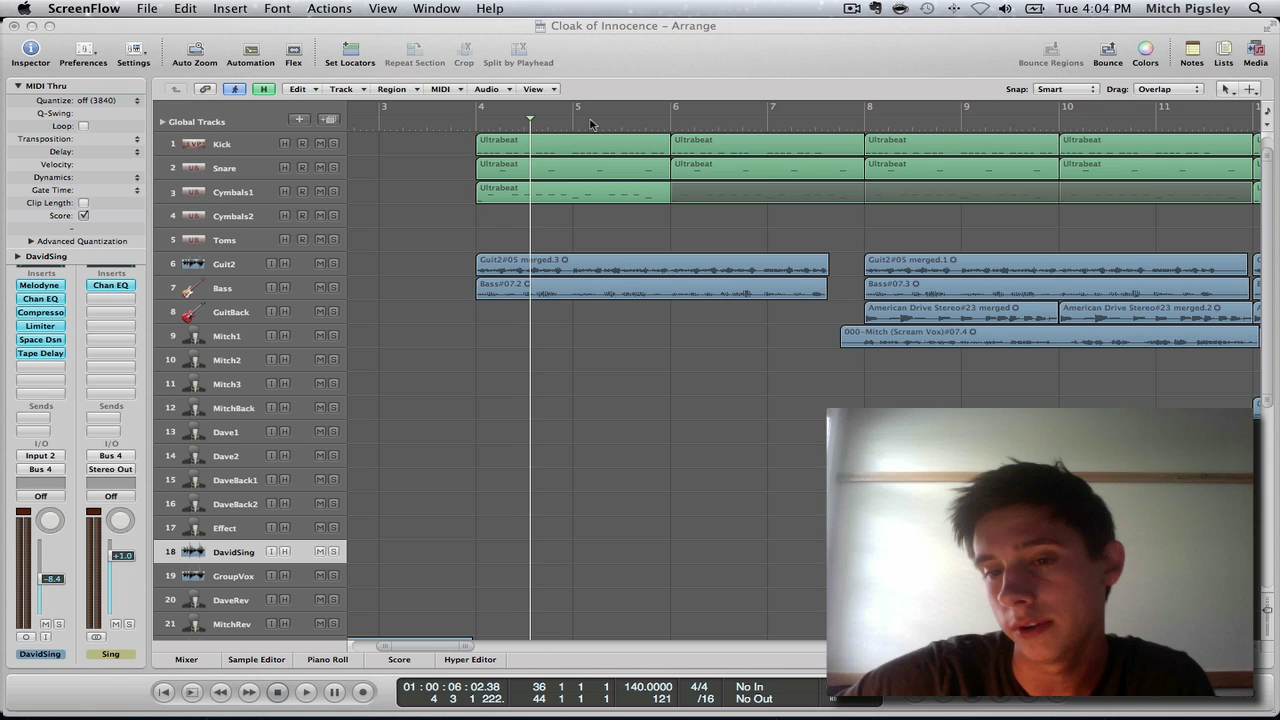 ScreenFlow File Edit Insert Font Actions View Window Help Tue 4:04 PM Mitch Pigsley
Cloak of Innocence – Arrange
Inspector Preferences Settings Auto Zoom Automation Flex Set Locators Repeat Section Crop Split by Playhead Bounce Regions Bounce Colors Notes Lists Media
MIDI Thru
Edit Track Region MIDI Audio View Snap: Smart Drag: Overlap
Quantize: off (3840)
Q-Swing:
Loop:
Transposition:
Delay:
Velocity:
Dynamics:
Gate Time:
Clip Length:
Score:
Advanced Quantization
DavidSing
Inserts Inserts
Melodyne Chan EQ
Chan EQ
Compresso
Limiter
Space Dsn
Tape Delay
Sends Sends
I/O I/O
Input 2 Bus 4
Bus 4 Stereo Out
Off Off
-8.4 +1.0
M S M S
I
DavidSing Sing
3 4 5 6 7 8 9 10 11
Global Tracks
1 Kick H R M S Ultrabeat Ultrabeat Ultrabeat Ultrabeat
2 Snare H R M S Ultrabeat Ultrabeat Ultrabeat Ultrabeat
3 Cymbals1 H R M S Ultrabeat
4 Cymbals2 H R M S
5 Toms H R M S
6 Guit2 I H M S Guit2#05 merged.3 Guit2#05 merged.1
7 Bass I H M S Bass#07.2 Bass#07.3
8 GuitBack I H M S American Drive Stereo#23 merged American Drive Stereo#23 merged.2
9 Mitch1 I H M S 000-Mitch (Scream Vox)#07.4
10 Mitch2 I H M S
11 Mitch3 I H M S
12 MitchBack I H M S
13 Dave1 I H M S
14 Dave2 I H M S
15 DaveBack1 I H M S
16 DaveBack2 I H M S
17 Effect I H M S
18 DavidSing I H M S
19 GroupVox I H M S
20 DaveRev I H M S
21 MitchRev I H M S
Mixer Sample Editor Piano Roll Score Hyper Editor
01 : 00 : 06 : 02.38 36 1 1 1 140.0000 4/4 No In
4 3 1 222. 44 1 1 1 121 /16 No Out